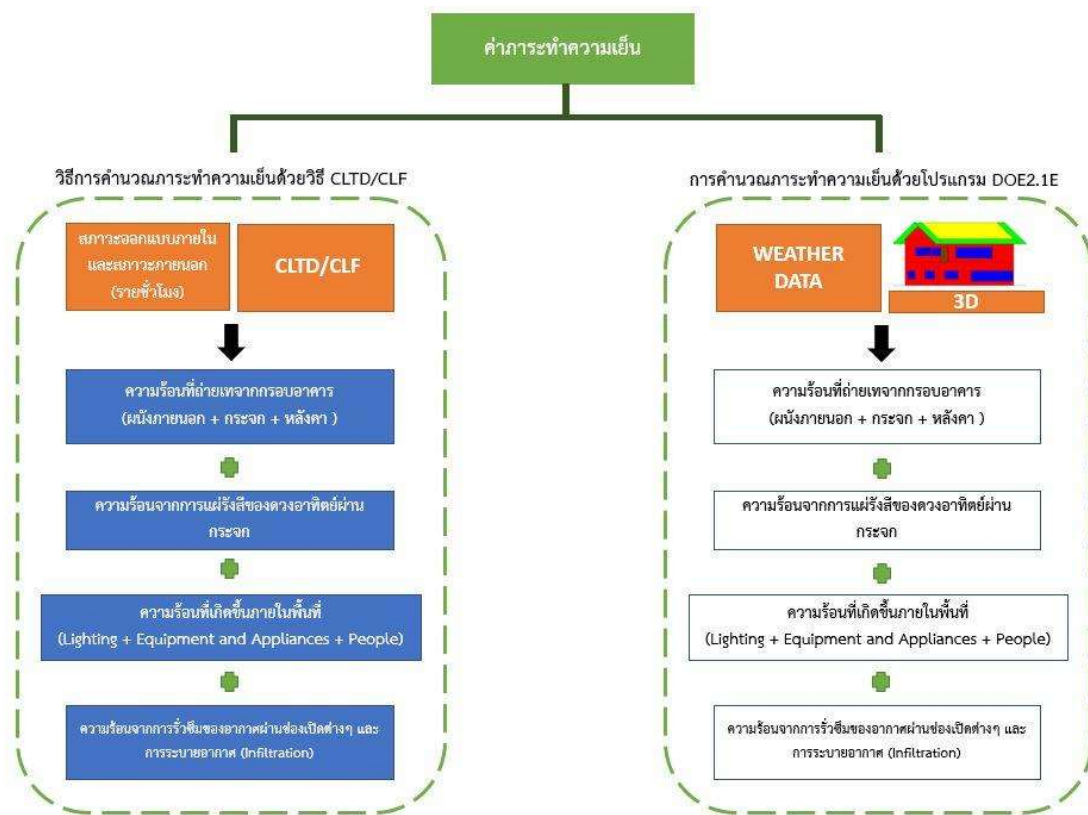 ค่าภาระทำความเย็น
วิธีการคำนวณภาระทำความเย็นด้วยวิธี CLTD/CLF
สภาวะออกแบบภายใน
และสภาวะภายนอก
(รายชั่วโมง)
CLTD/CLF
ความร้อนที่ถ่ายเทจากกรอบอาคาร
(ผนังภายนอก + กระจก + หลังคา )
ความร้อนจากการแผ่รังสีของดวงอาทิตย์ผ่าน
กระจก
ความร้อนที่เกิดขึ้นภายในพื้นที่
(Lighting + Equipment and Appliances + People)
ความร้อนจากการรั่วซึมของอากาศผ่านช่องเปิดต่างๆ และ
การระบายอากาศ (Infiltration)
การคำนวณภาระทำความเย็นด้วยโปรแกรม DOE2.1E
WEATHER
DATA
3D
ความร้อนที่ถ่ายเทจากกรอบอาคาร
(ผนังภายนอก + กระจก + หลังคา )
ความร้อนจากการแผ่รังสีของดวงอาทิตย์ผ่าน
กระจก
ความร้อนที่เกิดขึ้นภายในพื้นที่
(Lighting + Equipment and Appliances + People)
ความร้อนจากการรั่วซึมของอากาศผ่านช่องเปิดต่างๆ และ
การระบายอากาศ (Infiltration)